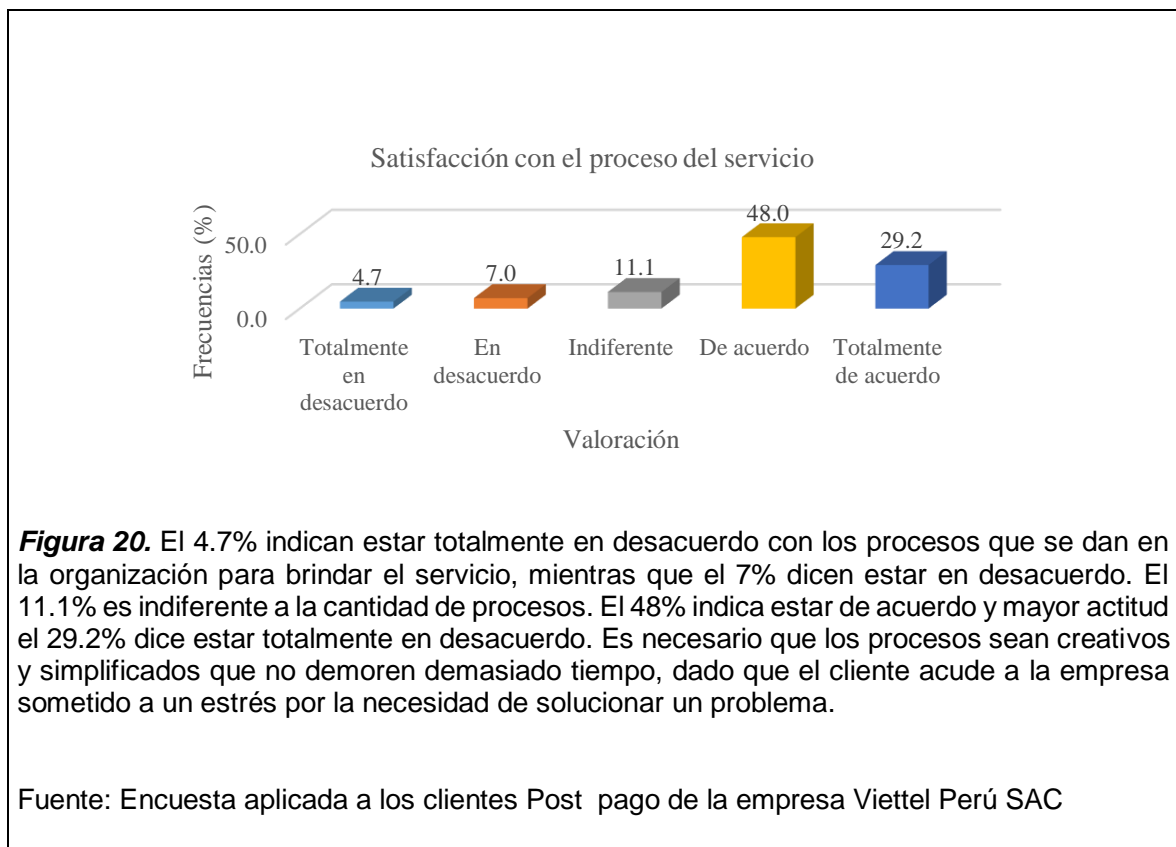 Satisfacción con el proceso del servicio
Frecuencias (%)
50.0
0.0
4.7
7.0
11.1
48.0
29.2
Totalmente
en
desacuerdo
En
desacuerdo
Indiferente
De acuerdo
Totalmente
de acuerdo
Valoración
Figura 20. El 4.7% indican estar totalmente en desacuerdo con los procesos que se dan en
la organización para brindar el servicio, mientras que el 7% dicen estar en desacuerdo. El
11.1% es indiferente a la cantidad de procesos. El 48% indica estar de acuerdo y mayor actitud
el 29.2% dice estar totalmente en desacuerdo. Es necesario que los procesos sean creativos
y simplificados que no demoren demasiado tiempo, dado que el cliente acude a la empresa
sometido a un estrés por la necesidad de solucionar un problema.
Fuente: Encuesta aplicada a los clientes Post  pago de la empresa Viettel Perú SAC